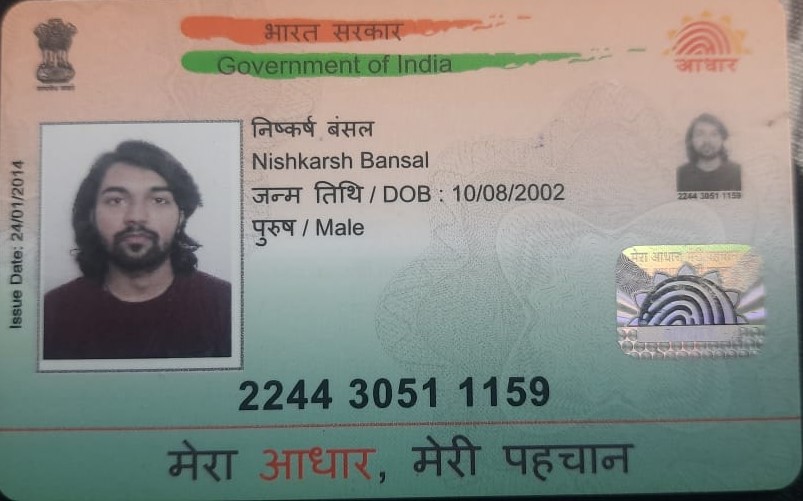 भारत सरकार
Government of India
आधार
निष्कर्ष बंसल
Nishkarsh Bansal
जन्म तिथि / DOB : 10/08/2002
पुरुष / Male
Issue Date: 24/01/2014
2244 3051 1159
मेरा आधार
2244 3051 1159
मेरा आधार, मेरी पहचान